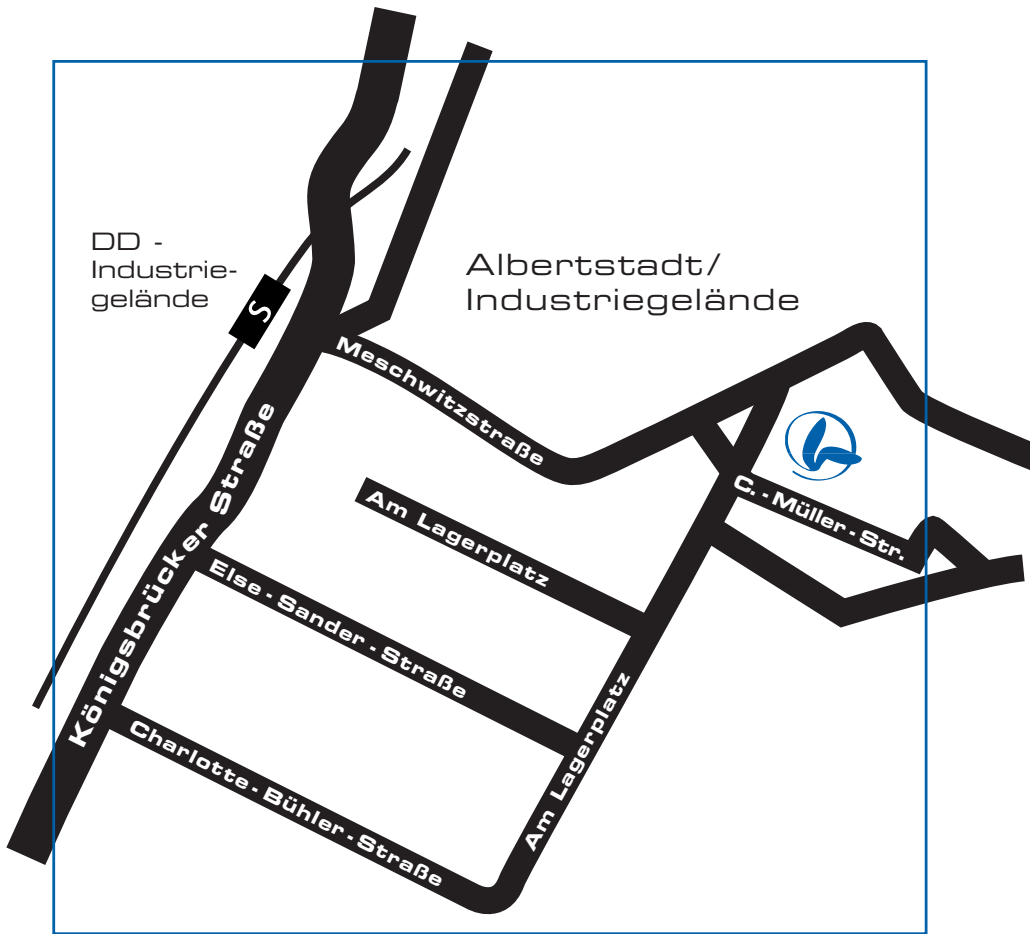 DD -
Industrie-
gelände
S
Albertstadt/
Industriegelände
Meschwitzstraße
Königsbrücker Straße
Am Lagerplatz
C.-Müller-Str.
Else-Sander-Straße
Am Lagerplatz
Charlotte-Bühler-Straße